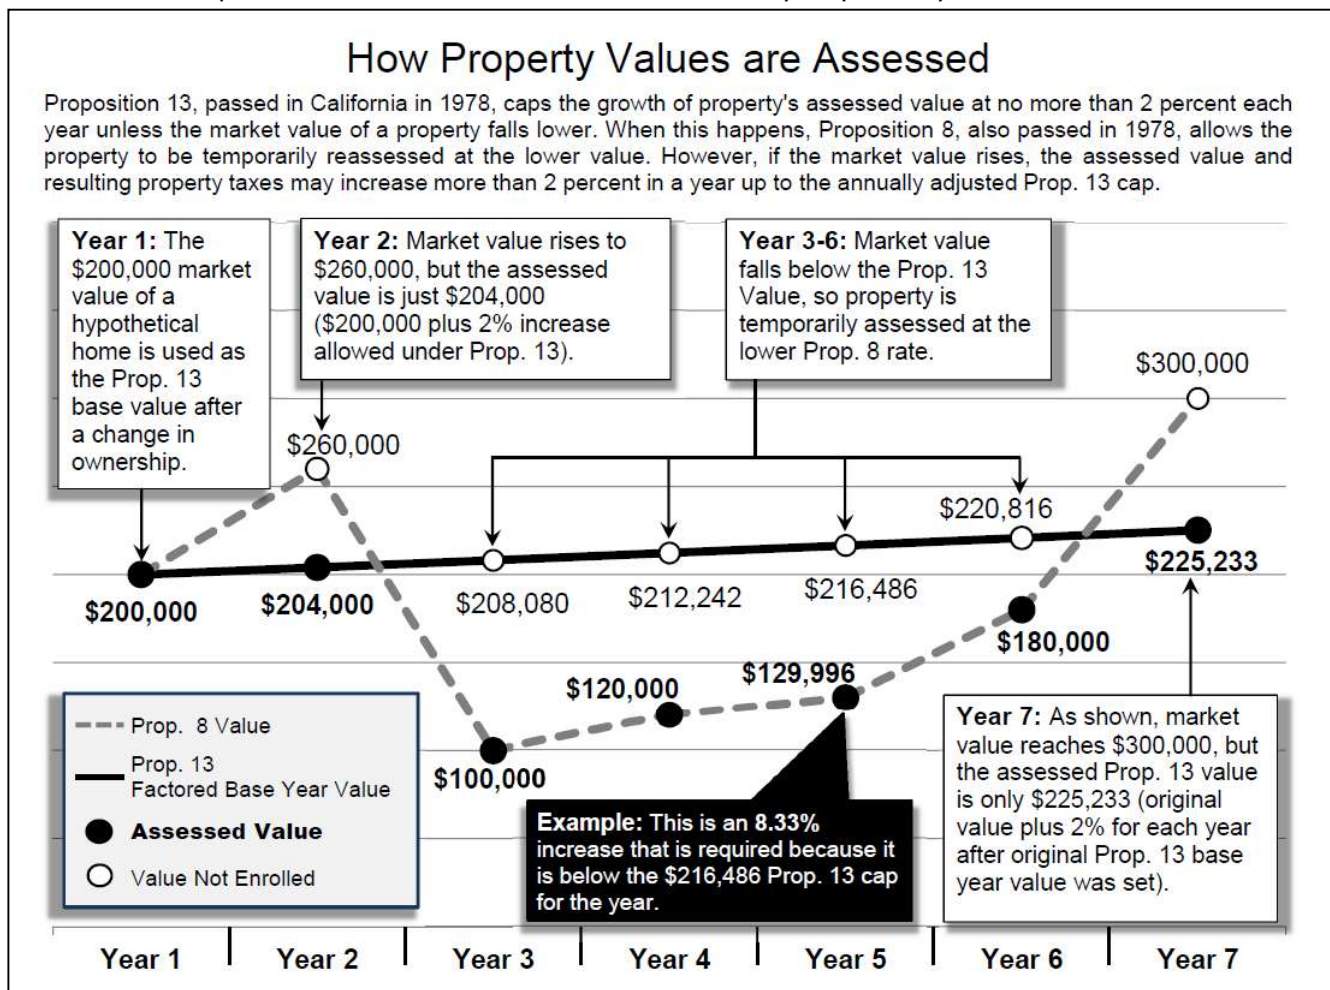 How Property Values are Assessed
Proposition 13, passed in California in 1978, caps the growth of property's assessed value at no more than 2 percent each
year unless the market value of a property falls lower. When this happens, Proposition 8, also passed in 1978, allows the
property to be temporarily reassessed at the lower value. However, if the market value rises, the assessed value and
resulting property taxes may increase more than 2 percent in a year up to the annually adjusted Prop. 13 cap.
Year 1: The
$200,000 market
value of a
hypothetical
home is used as
the Prop. 13
base value after
a change in
ownership.
Year 2: Market value rises to
$260,000, but the assessed
value is just $204,000
($200,000 plus 2% increase
allowed under Prop. 13).
Year 3-6: Market value
falls below the Prop. 13
Value, so property is
temporarily assessed at the
lower Prop. 8 rate.
$300,000
$260,000
$220,816
$200,000
$204,000
$208,080
$212,242
$216,486
$225,233
$180,000
$129,996
$120,000
$100,000
Prop. 8 Value
Prop. 13
Factored Base Year Value
Assessed Value
Value Not Enrolled
Example: This is an 8.33%
increase that is required because it
is below the $216,486 Prop. 13 cap
for the year.
Year 7: As shown, market
value reaches $300,000, but
the assessed Prop. 13 value
is only $225,233 (original
value plus 2% for each year
after original Prop. 13 base
year value was set).
Year 1
Year 2
Year 3
Year 4
Year 5
Year 6
Year 7